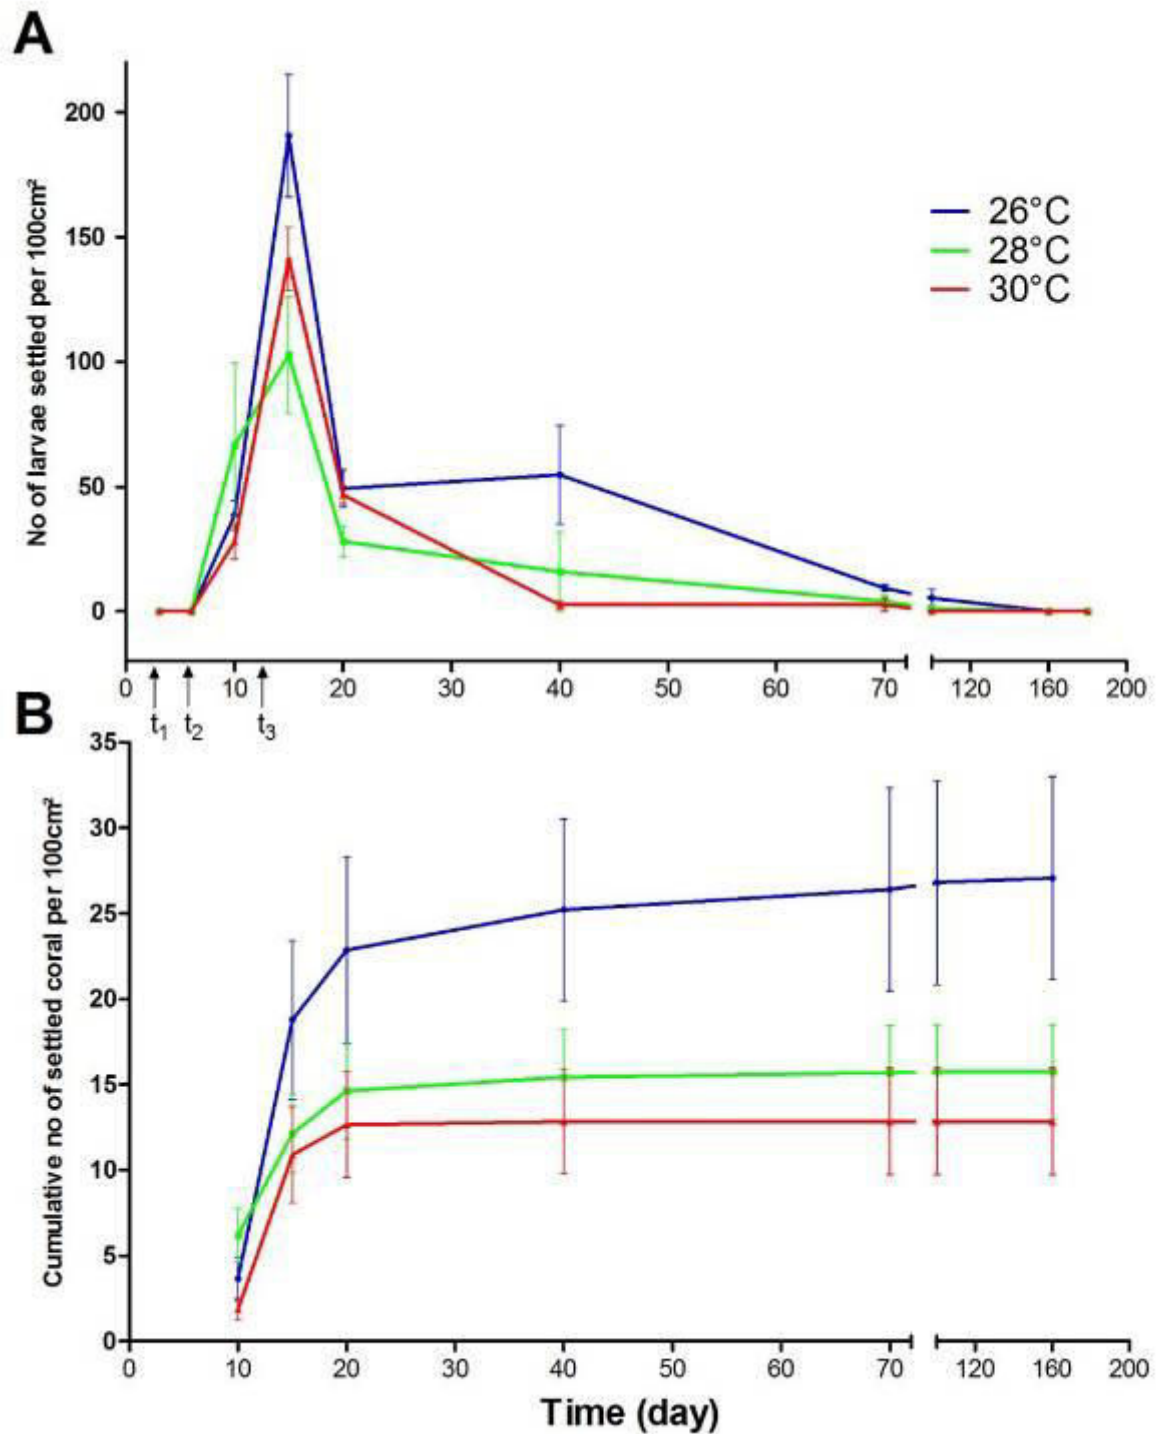 A
No of larvae settled per 100cm²
200
150
100
50
0
26°C
28°C
30°C
0 10 20 30 40 50 60 70 120 160 200
t1 t2 t3
B
Cumulative no of settled coral per 100cm²
35
30
25
20
15
10
5
0
0 10 20 30 40 50 60 70 120 160 200
Time (day)